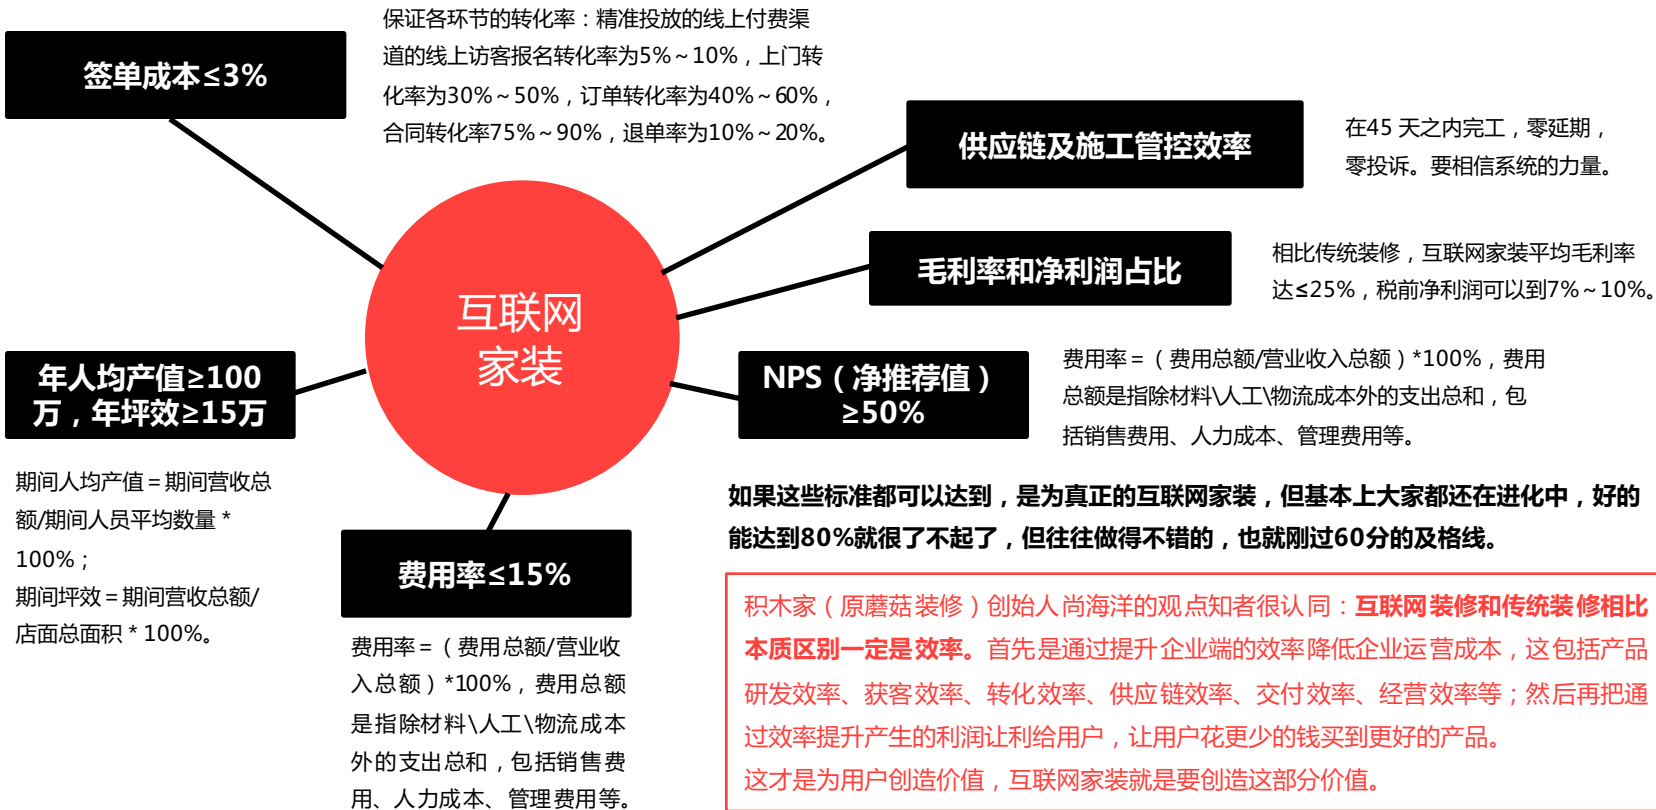 签单成本≤3%
保证各环节的转化率：精准投放的线上付费渠
道的线上访客报名转化率为5%～10%，上门转
化率为30%～50%，订单转化率为40%～60%，
合同转化率75%～90%，退单率为10%～20%。
供应链及施工管控效率
在45 天之内完工，零延期，
零投诉。要相信系统的力量。
毛利率和净利润占比
相比传统装修，互联网家装平均毛利率
达≤25%，税前净利润可以到7%～10%。
互联网
家装
年人均产值≥100
万，年坪效≥15万
期间人均产值＝期间营收总
额/期间人员平均数量 *
100%；
期间坪效＝期间营收总额/
店面总面积 * 100%。
NPS（净推荐值）
≥50%
费用率＝（费用总额/营业收入总额）*100%，费用
总额是指除材料\人工\物流成本外的支出总和，包
括销售费用、人力成本、管理费用等。
费用率≤15%
费用率＝（费用总额/营业收
入总额）*100%，费用总额
是指除材料\人工\物流成本
外的支出总和，包括销售费
用、人力成本、管理费用等。
如果这些标准都可以达到，是为真正的互联网家装，但基本上大家都还在进化中，好的
能达到80%就很了不起了，但往往做得不错的，也就刚过60分的及格线。
积木家（原蘑菇装修）创始人尚海洋的观点知者很认同：互联网装修和传统装修相比
本质区别一定是效率。首先是通过提升企业端的效率降低企业运营成本，这包括产品
研发效率、获客效率、转化效率、供应链效率、交付效率、经营效率等；然后再把通
过效率提升产生的利润让利给用户，让用户花更少的钱买到更好的产品。
这才是为用户创造价值，互联网家装就是要创造这部分价值。